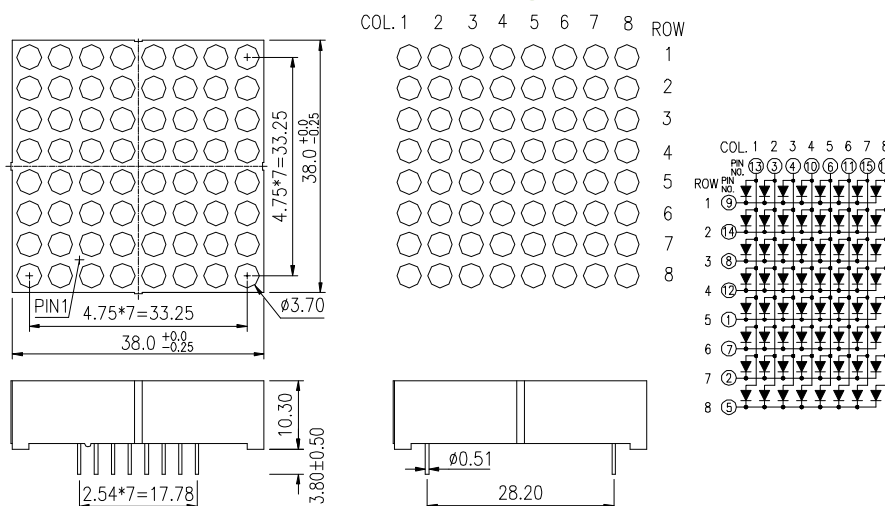 COL. 1 2 3 4 5 6 7 8 ROW
1
2
3
4
5
6
7
8
4.75*7=33.25
38.0 +0.0 -0.25
PIN1
4.75*7=33.25
ø3.70
38.0 +0.0 -0.25
COL. 1 2 3 4 5 6 7 8
PIN NO. 13 3 4 10 6 11 15
ROW PIN NO.
1 9
2 14
3 8
4 12
5 1
6 7
7 2
8 5
10.30
3.80±0.50
2.54*7=17.78
ø0.51
28.20